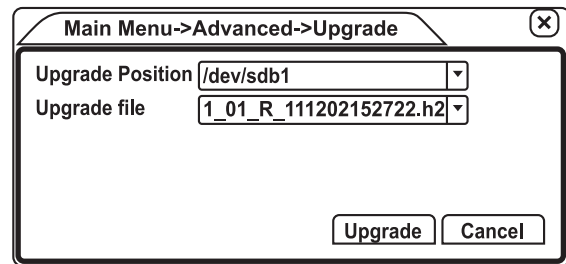 Main Menu->Advanced->Upgrade
Upgrade Position /dev/sdb1
Upgrade file 1_01_R_111202152722.h2
Upgrade Cancel